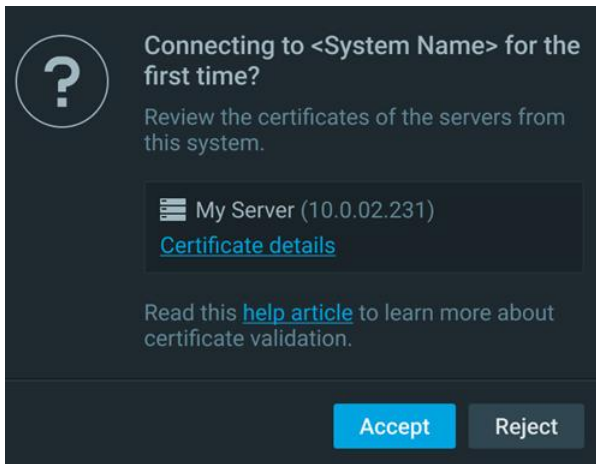 Connecting to <System Name> for the
first time?
Review the certificates of the servers from
this system.
My Server (10.0.02.231)
Certificate details
Read this help article to learn more about
certificate validation.
Accept Reject